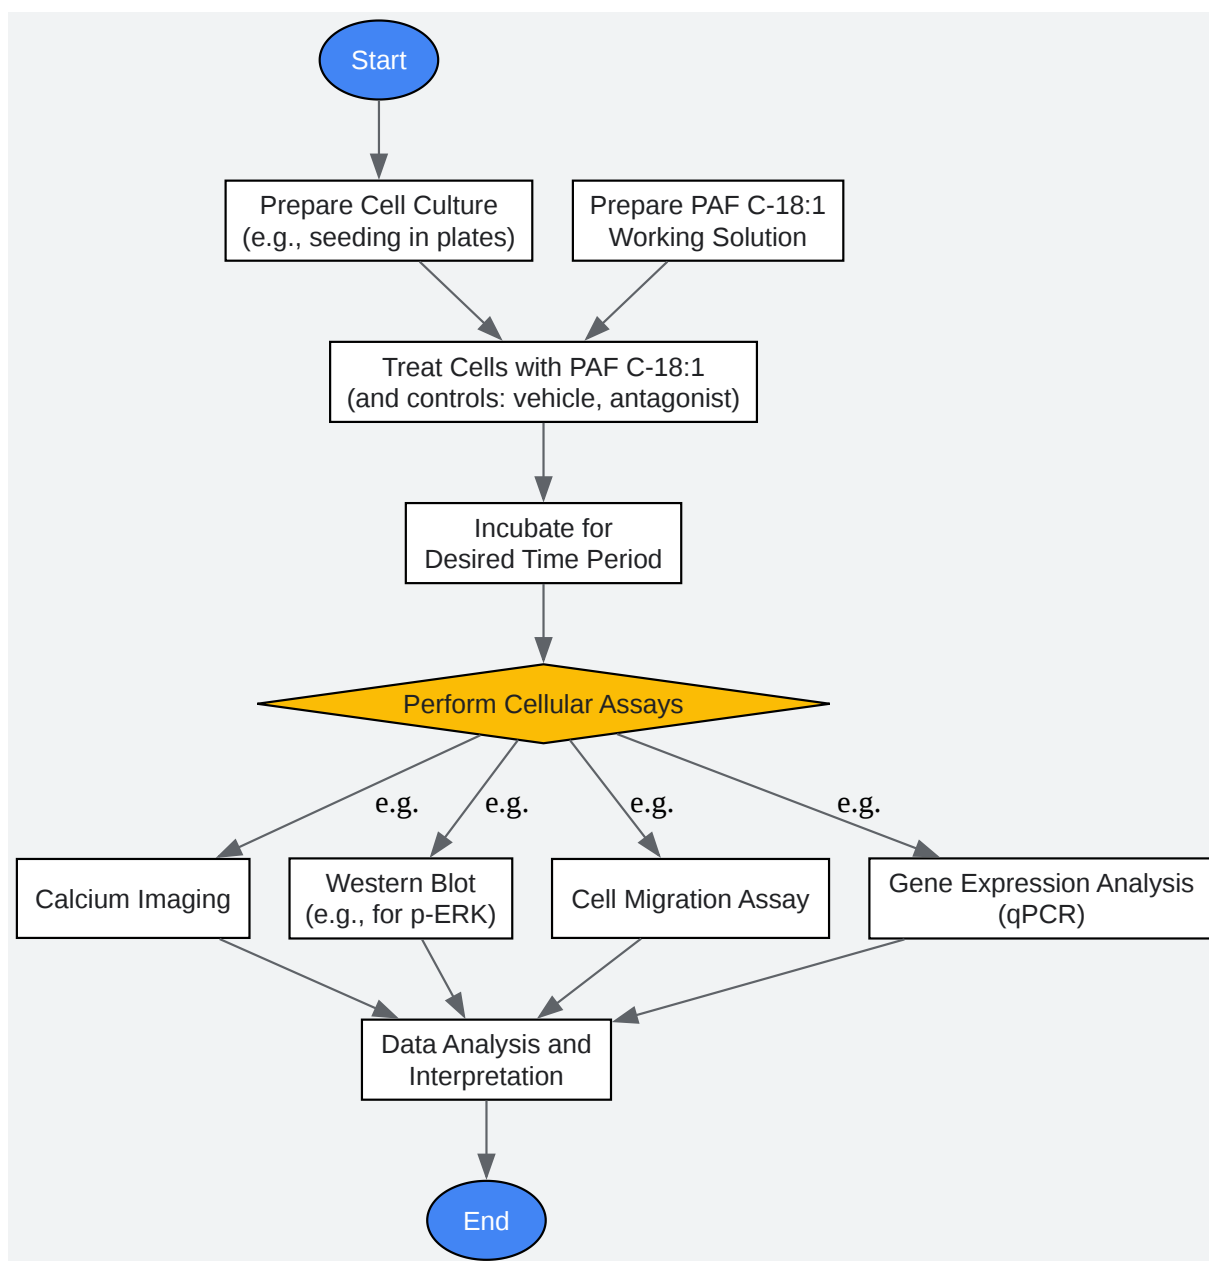 Start
Prepare Cell Culture
(e.g., seeding in plates)
Prepare PAF C-18:1
Working Solution
Treat Cells with PAF C-18:1
(and controls: vehicle, antagonist)
Incubate for
Desired Time Period
Perform Cellular Assays
e.g.
e.g.
e.g.
e.g.
Calcium Imaging
Western Blot
(e.g., for p-ERK)
Cell Migration Assay
Gene Expression Analysis
(qPCR)
Data Analysis and
Interpretation
End